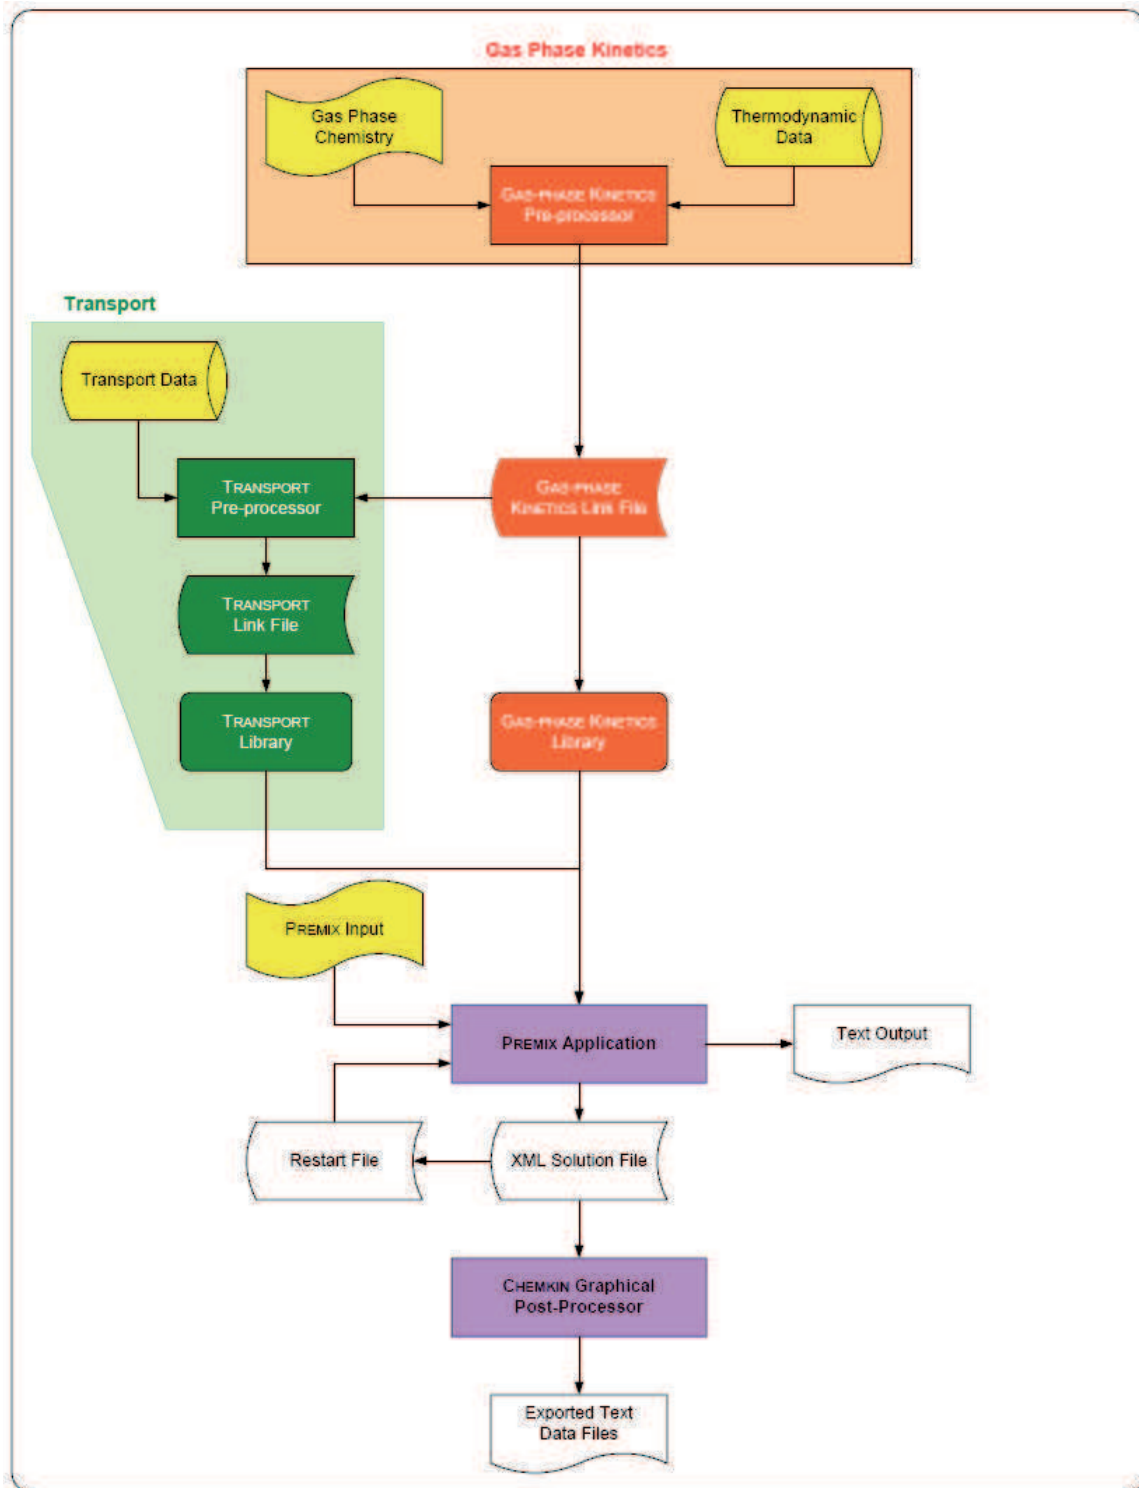 Gas Phase Kinetics
Gas Phase
Chemistry
Thermodynamic
Data
GAS-PHASE KINETICS
Pre-processor
Transport
Transport Data
TRANSPORT
Pre-processor
GAS-PHASE
KINETICS Link File
TRANSPORT
Link File
TRANSPORT
Library
GAS-PHASE KINETICS
Library
PREMIX Input
PREMIX Application
Text Output
Restart File
XML Solution File
CHEMKIN Graphical
Post-Processor
Exported Text
Data Files